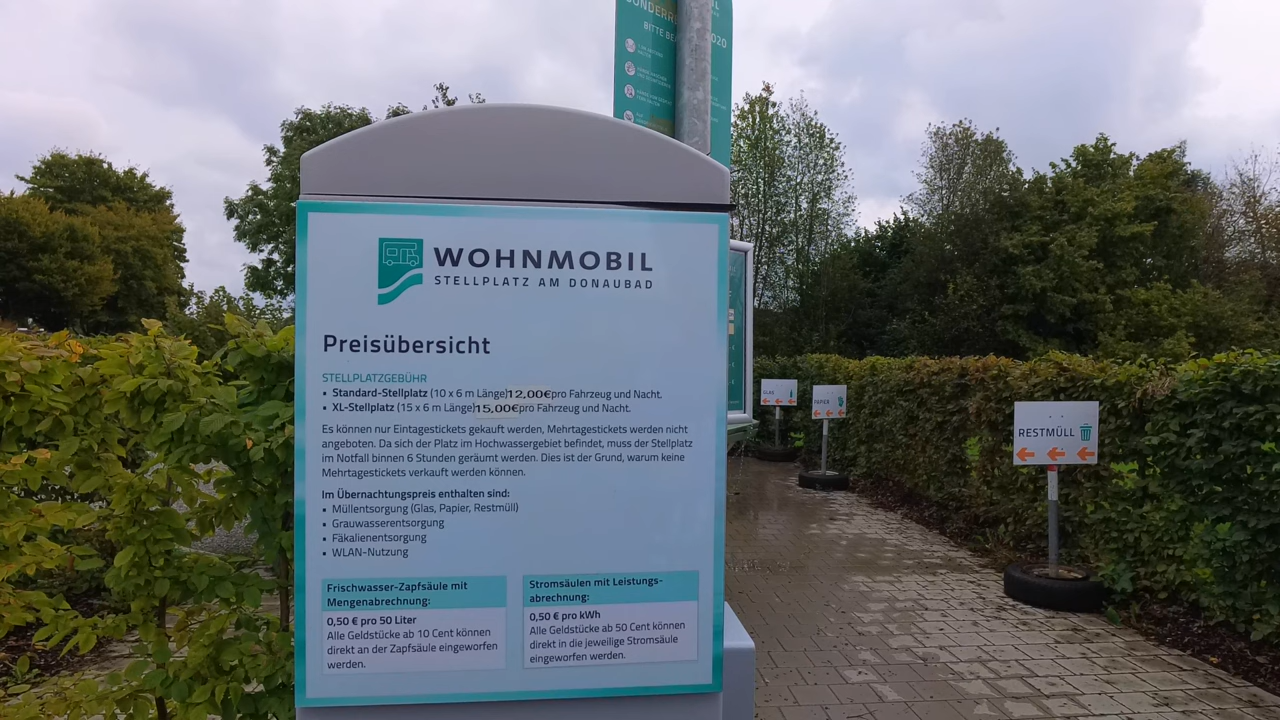 BITTE
2020
WOHNMOBIL
STELLPLATZ AM DONAUBAD
Preisübersicht
STELLPLATZGEBÜHR
• Standard-Stellplatz (10 x 6 m Länge)12,00€pro Fahrzeug und Nacht.
• XL-Stellplatz (15 x 6 m Länge)15,00€pro Fahrzeug und Nacht.
Es können nur Eintagestickets gekauft werden, Mehrtagestickets werden nicht
angeboten. Da sich der Platz im Hochwassergebiet befindet, muss der Stellplatz
im Notfall binnen 6 Stunden geräumt werden. Dies ist der Grund, warum keine
Mehrtagestickets verkauft werden können.
Im Übernachtungspreis enthalten sind:
• Müllentsorgung (Glas, Papier, Restmüll)
• Grauwasserentsorgung
• Fäkalienentsorgung
• WLAN-Nutzung
Frischwasser-Zapfsäule mit
Mengenabrechnung:
0,50 € pro 50 Liter
Alle Geldstücke ab 10 Cent können
direkt an der Zapfsäule eingeworfen
werden.
Stromsäulen mit Leistungs-
abrechnung:
0,50 € pro kWh
Alle Geldstücke ab 50 Cent können
direkt in die jeweilige Stromsäule
eingeworfen werden.
GLAS
PAPIER
RESTMÜLL